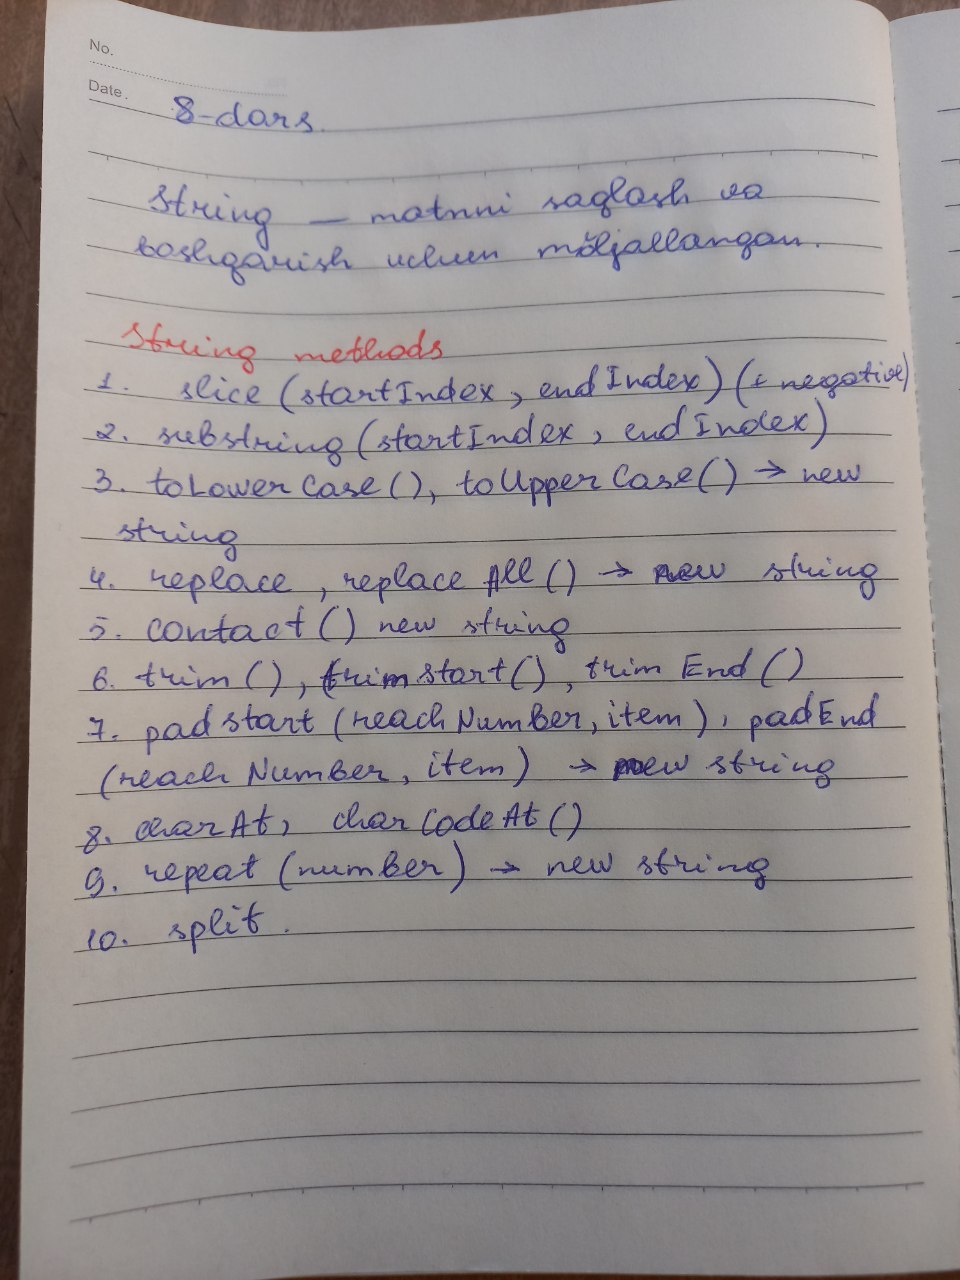 No.
Date.
8-dars.
String – matnni saqlash va
boshqarish uchun mo'ljallangan.
String methods
1. slice (startIndex, endIndex) (± negative)
2. substring (startIndex, endIndex)
3. toLowerCase(), toUpperCase() → new
string
4. replace, replaceAll() → new string
5. contact() new string
6. trim(), trimstart(), trimEnd()
7. padstart (reachNumber, item), padEnd
(reach Number, item) → new string
8. charAt, charCodeAt()
9. repeat (number) → new string
10. split.